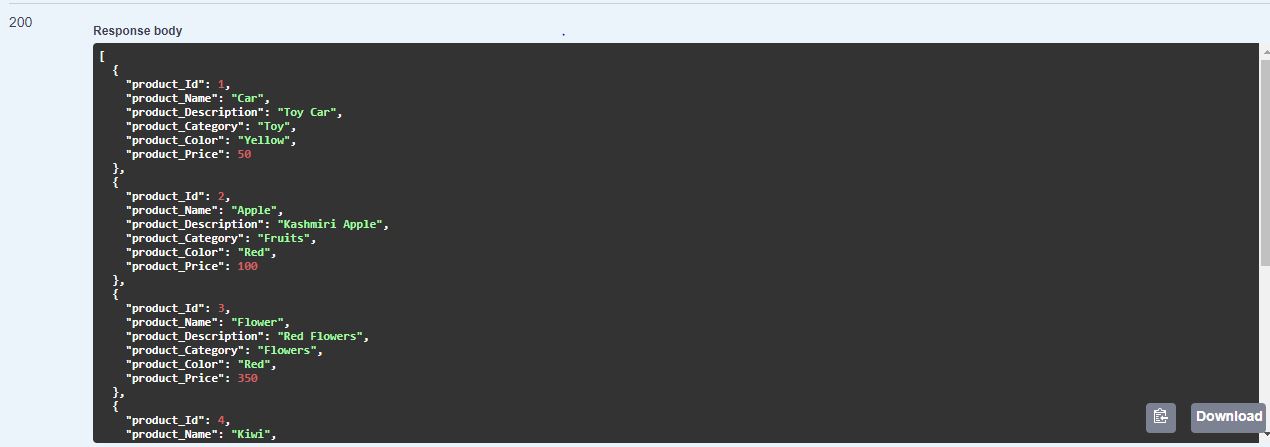 200
Response body
[
  {
    "product_Id": 1,
    "product_Name": "Car",
    "product_Description": "Toy Car",
    "product_Category": "Toy",
    "product_Color": "Yellow",
    "product_Price": 50
  },
  {
    "product_Id": 2,
    "product_Name": "Apple",
    "product_Description": "Kashmiri Apple",
    "product_Category": "Fruits",
    "product_Color": "Red",
    "product_Price": 100
  },
  {
    "product_Id": 3,
    "product_Name": "Flower",
    "product_Description": "Red Flowers",
    "product_Category": "Flowers",
    "product_Color": "Red",
    "product_Price": 350
  },
  {
    "product_Id": 4,
    "product_Name": "Kiwi",
Download